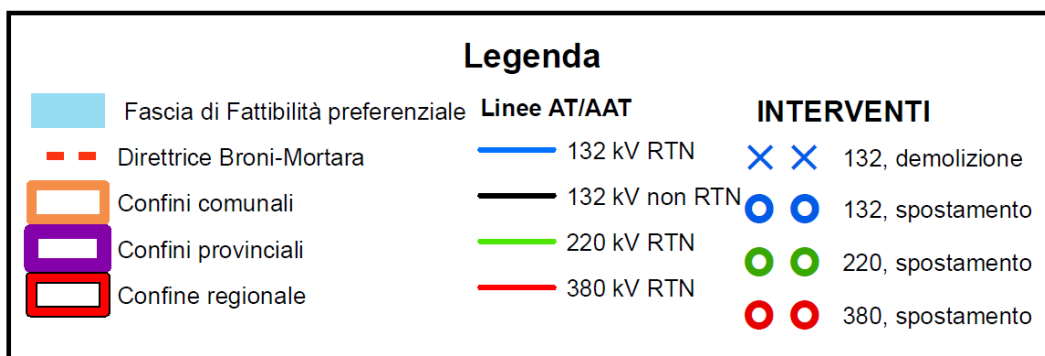 Legenda
Fascia di Fattibilità preferenziale
Direttrice Broni-Mortara
Confini comunali
Confini provinciali
Confine regionale
Linee AT/AAT
132 kV RTN
132 kV non RTN
220 kV RTN
380 kV RTN
INTERVENTI
132, demolizione
132, spostamento
220, spostamento
380, spostamento